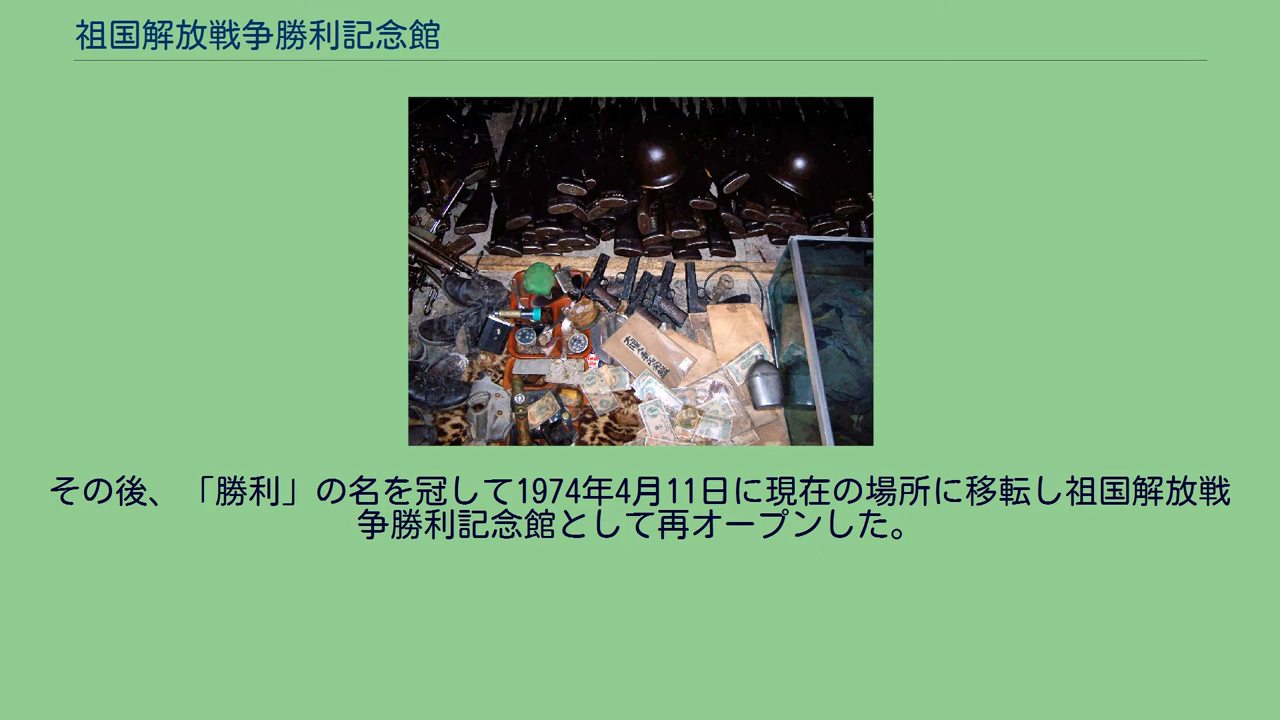 祖国解放戦争勝利記念館
その後、「勝利」の名を冠して1974年4月11日に現在の場所に移転し祖国解放戦
争勝利記念館として再オープンした。